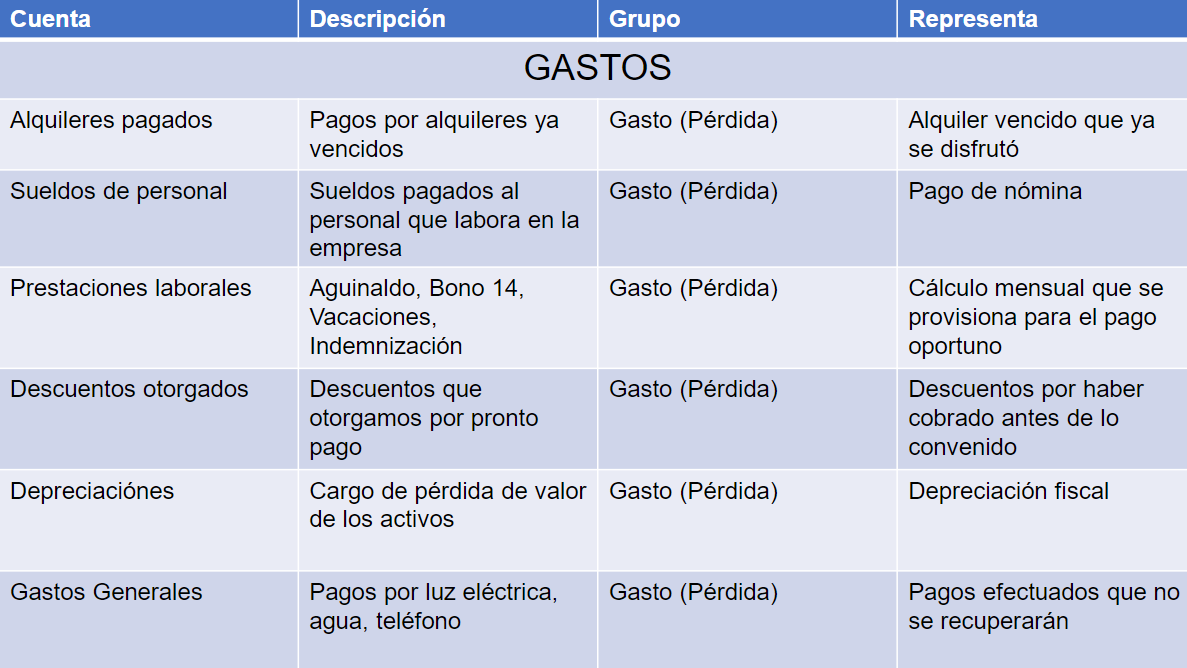 Cuenta
Descripción
Grupo
Representa
GASTOS
Alquileres pagados
Pagos por alquileres ya
vencidos
Gasto (Pérdida)
Alquiler vencido que ya
se disfrutó
Sueldos de personal
Sueldos pagados al
personal que labora en la
empresa
Gasto (Pérdida)
Pago de nómina
Prestaciones laborales
Aguinaldo, Bono 14,
Vacaciones,
Indemnización
Gasto (Pérdida)
Cálculo mensual que se
provisiona para el pago
oportuno
Descuentos otorgados
Descuentos que
otorgamos por pronto
pago
Gasto (Pérdida)
Descuentos por haber
cobrado antes de lo
convenido
Depreciaciónes
Cargo de pérdida de valor
de los activos
Gasto (Pérdida)
Depreciación fiscal
Gastos Generales
Pagos por luz eléctrica,
agua, teléfono
Gasto (Pérdida)
Pagos efectuados que no
se recuperarán